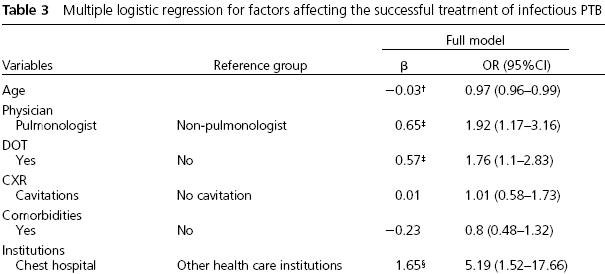 Table 3 Multiple logistic regression for factors affecting the successful treatment of infectious PTB
Full model
Variables Reference group β OR (95%CI)
Age −0.03† 0.97 (0.96–0.99)
Physician
Pulmonologist Non-pulmonologist 0.65‡ 1.92 (1.17–3.16)
DOT
Yes No 0.57‡ 1.76 (1.1–2.83)
CXR
Cavitations No cavitation 0.01 1.01 (0.58–1.73)
Comorbidities
Yes No −0.23 0.8 (0.48–1.32)
Institutions
Chest hospital Other health care institutions 1.65§ 5.19 (1.52–17.66)